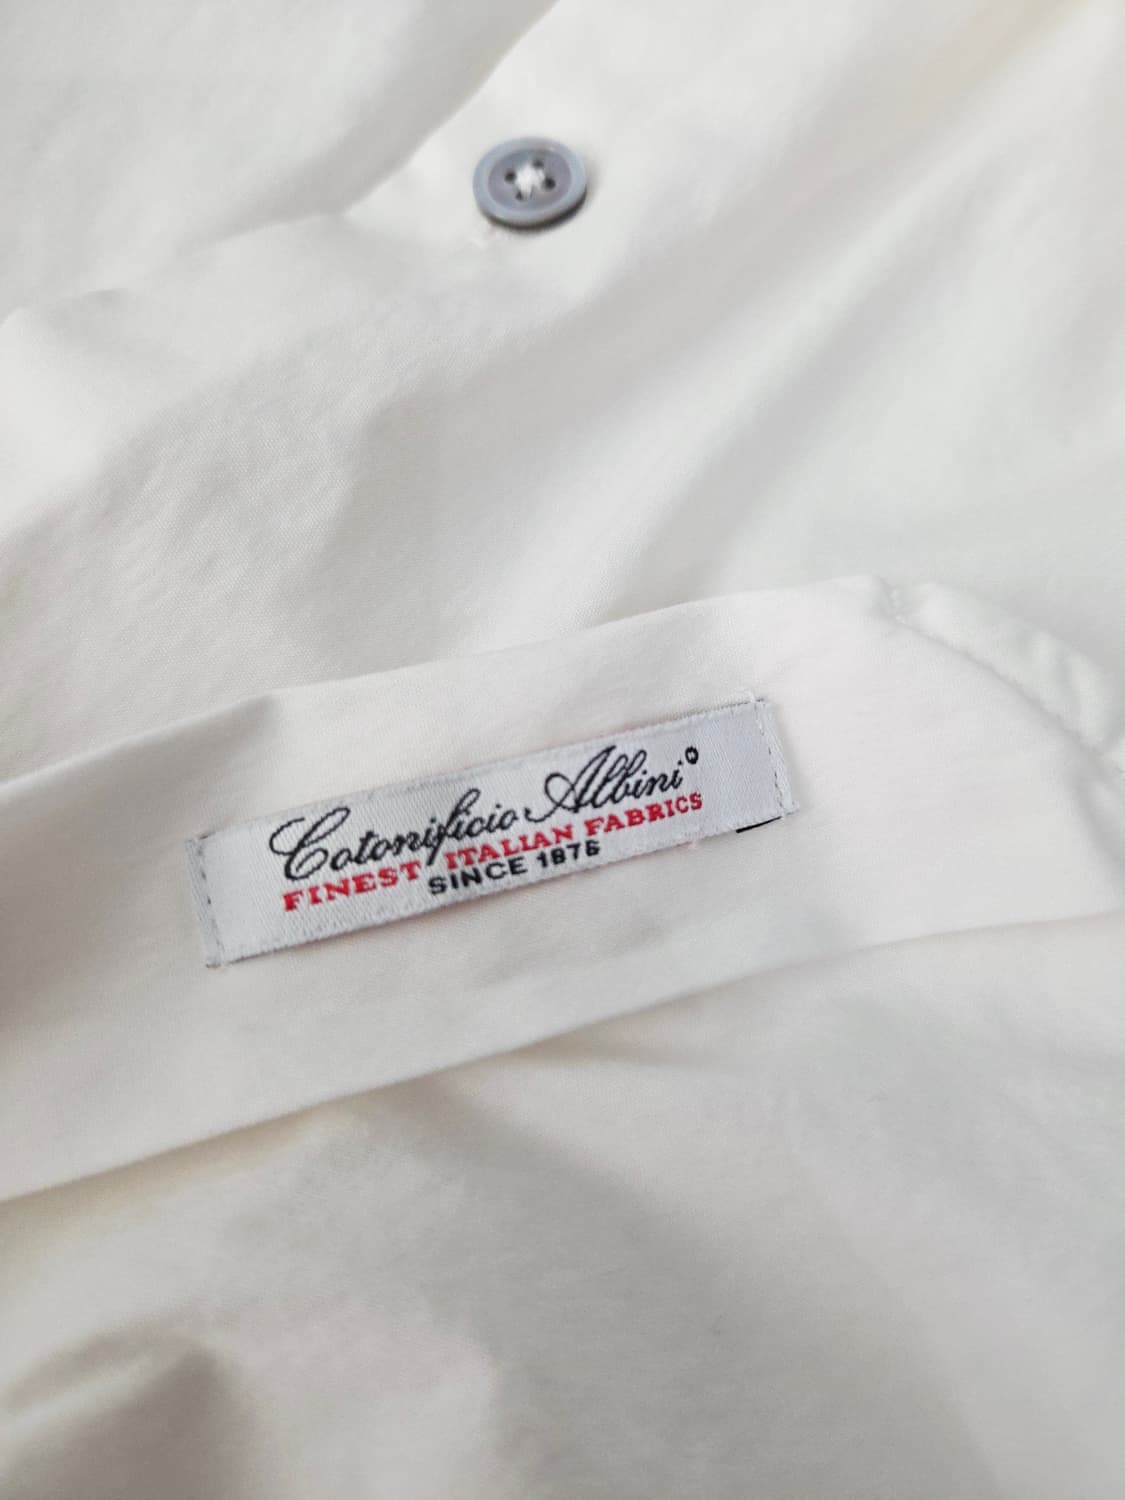 Cotonificio Albini®
FINEST ITALIAN FABRICS
SINCE 1876